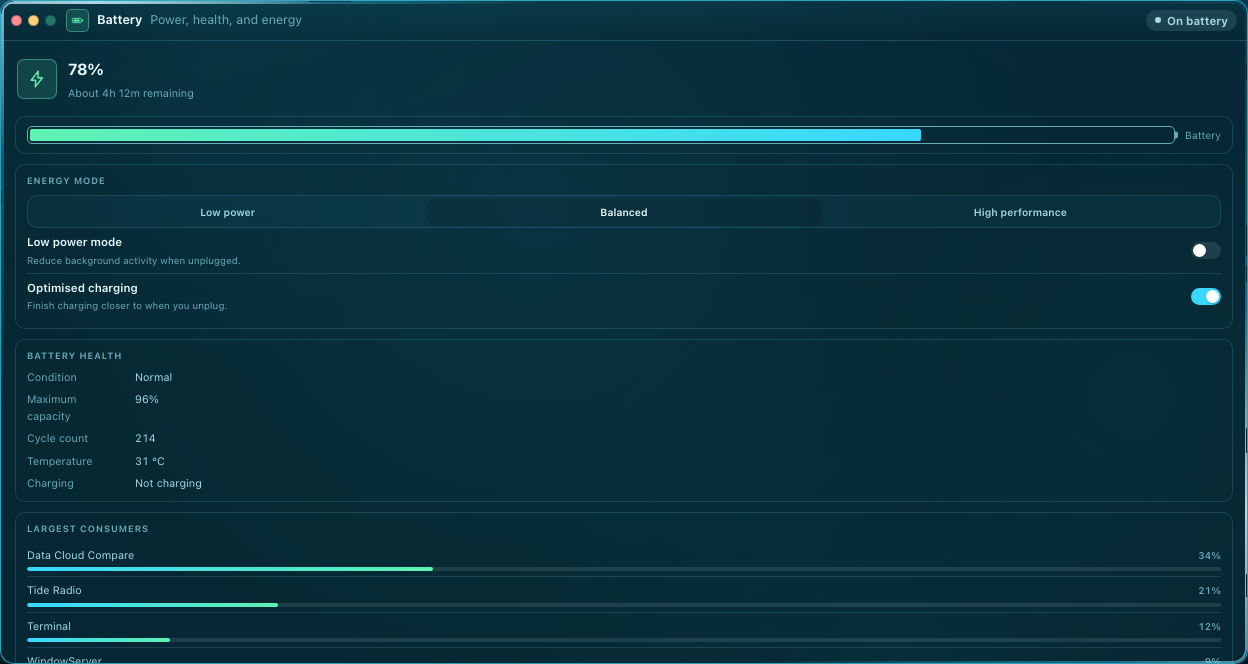 Battery Power, health, and energy
On battery
78%
About 4h 12m remaining
Battery
ENERGY MODE
Low power Balanced High performance
Low power mode
Reduce background activity when unplugged.
Optimised charging
Finish charging closer to when you unplug.
BATTERY HEALTH
Condition Normal
Maximum capacity 96%
Cycle count 214
Temperature 31 °C
Charging Not charging
LARGEST CONSUMERS
Data Cloud Compare 34%
Tide Radio 21%
Terminal 12%
WindowServer 9%